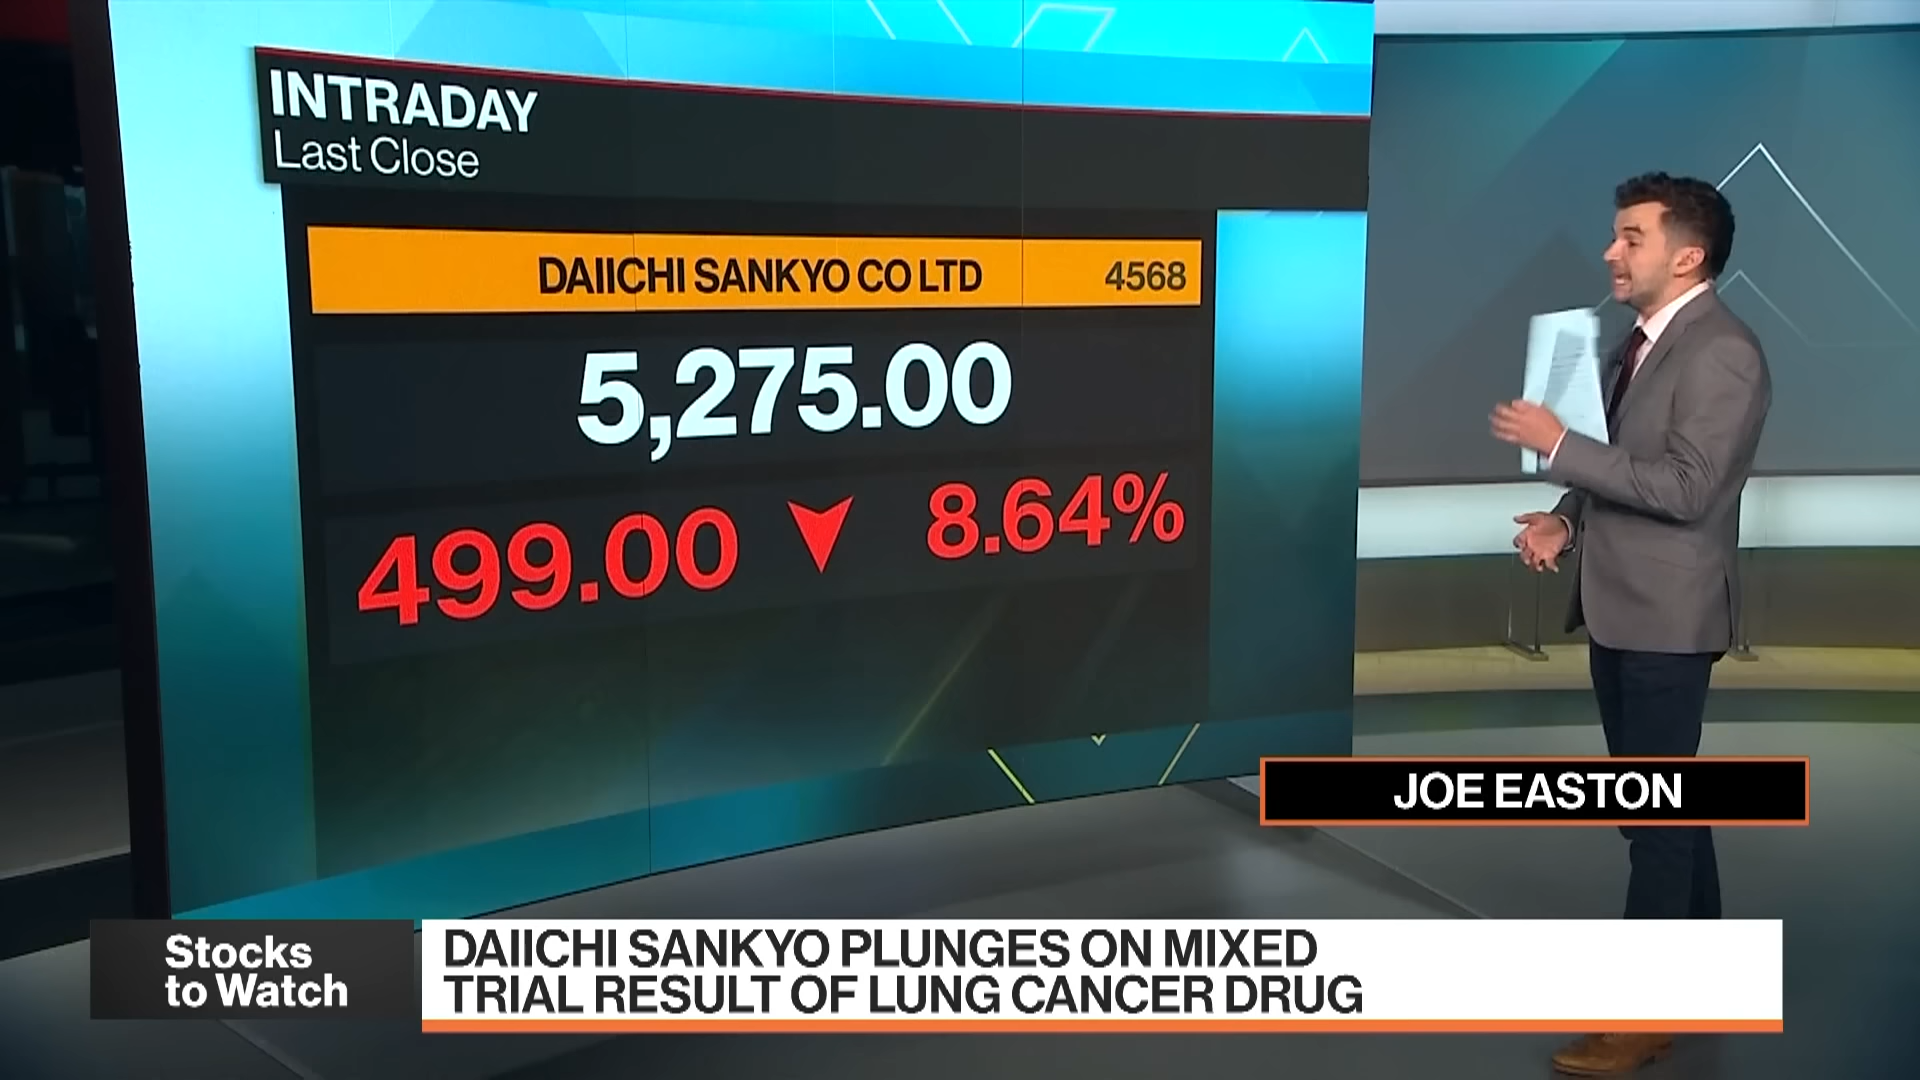 INTRADAY
Last Close
DAIICHI SANKYO CO LTD 4568
5,275.00
499.00 ▼ 8.64%
JOE EASTON
Stocks
to Watch
DAIICHI SANKYO PLUNGES ON MIXED
TRIAL RESULT OF LUNG CANCER DRUG